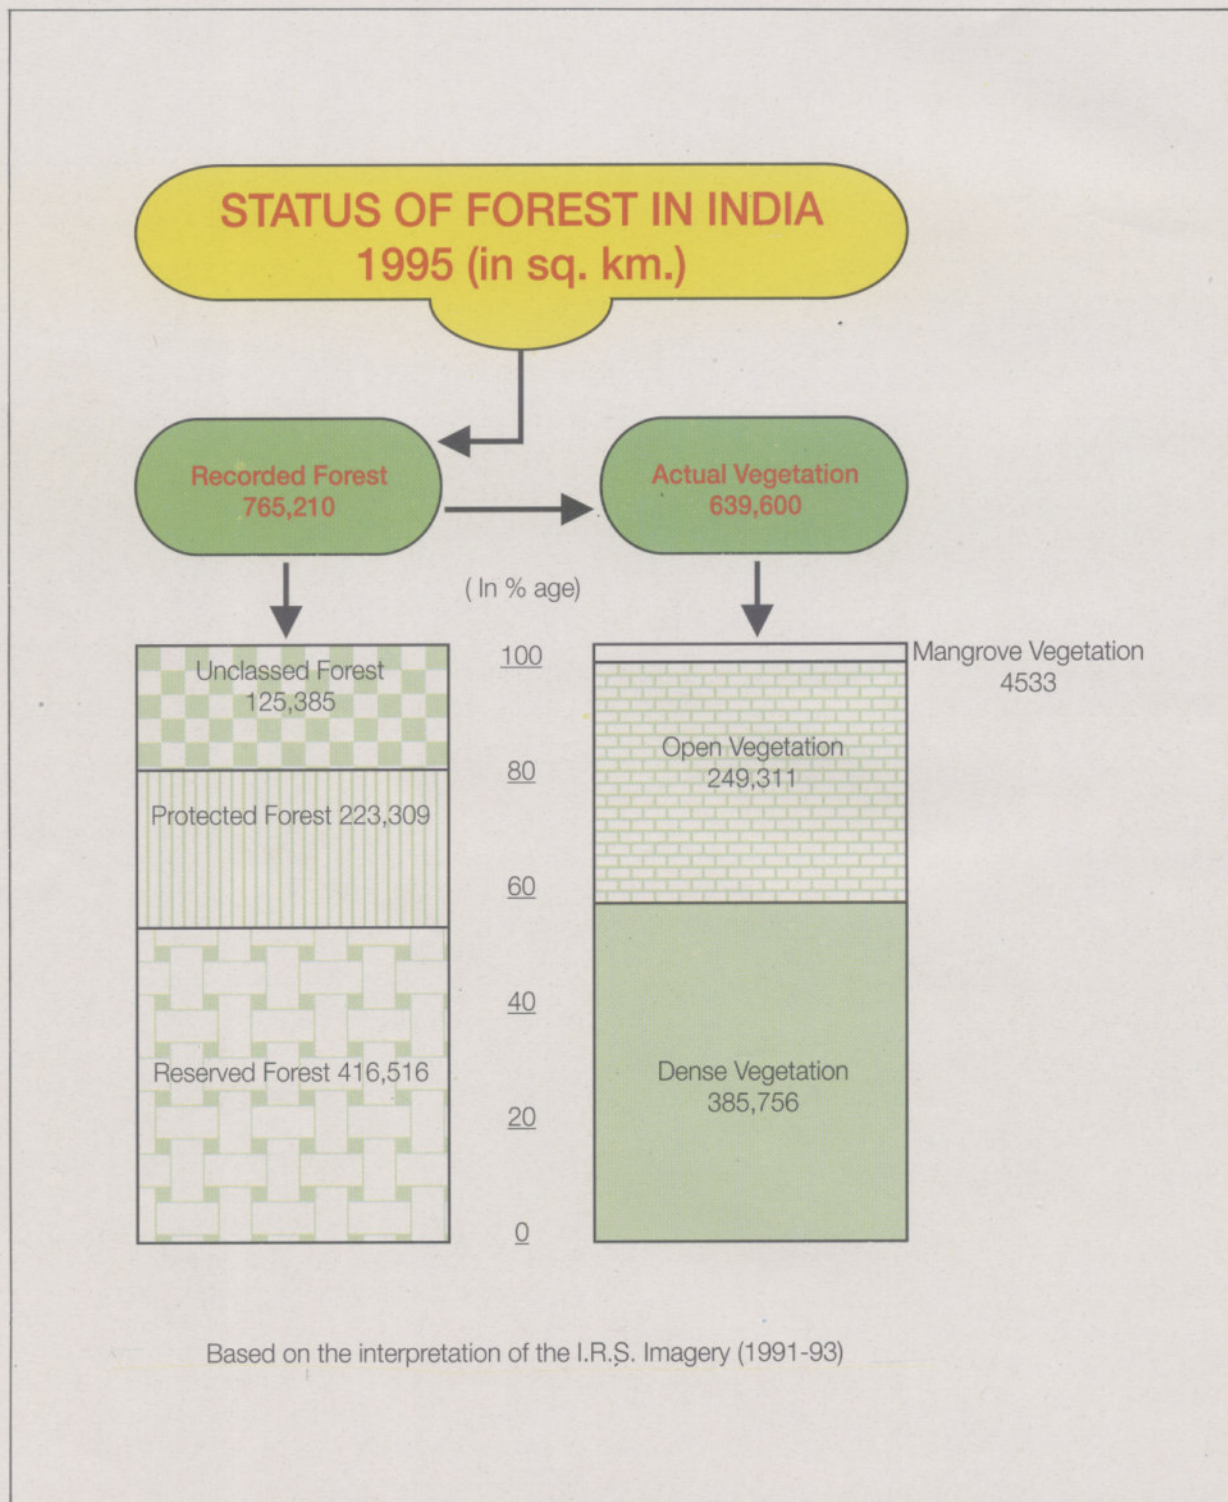 STATUS OF FOREST IN INDIA
1995 (in sq. km.)
Recorded Forest
765,210
Actual Vegetation
639,600
( In % age)
Unclassed Forest
125,385
Protected Forest 223,309
Reserved Forest 416,516
100
80
60
40
20
0
Mangrove Vegetation
4533
Open Vegetation
249,311
Dense Vegetation
385,756
Based on the interpretation of the I.R.S. Imagery (1991-93)